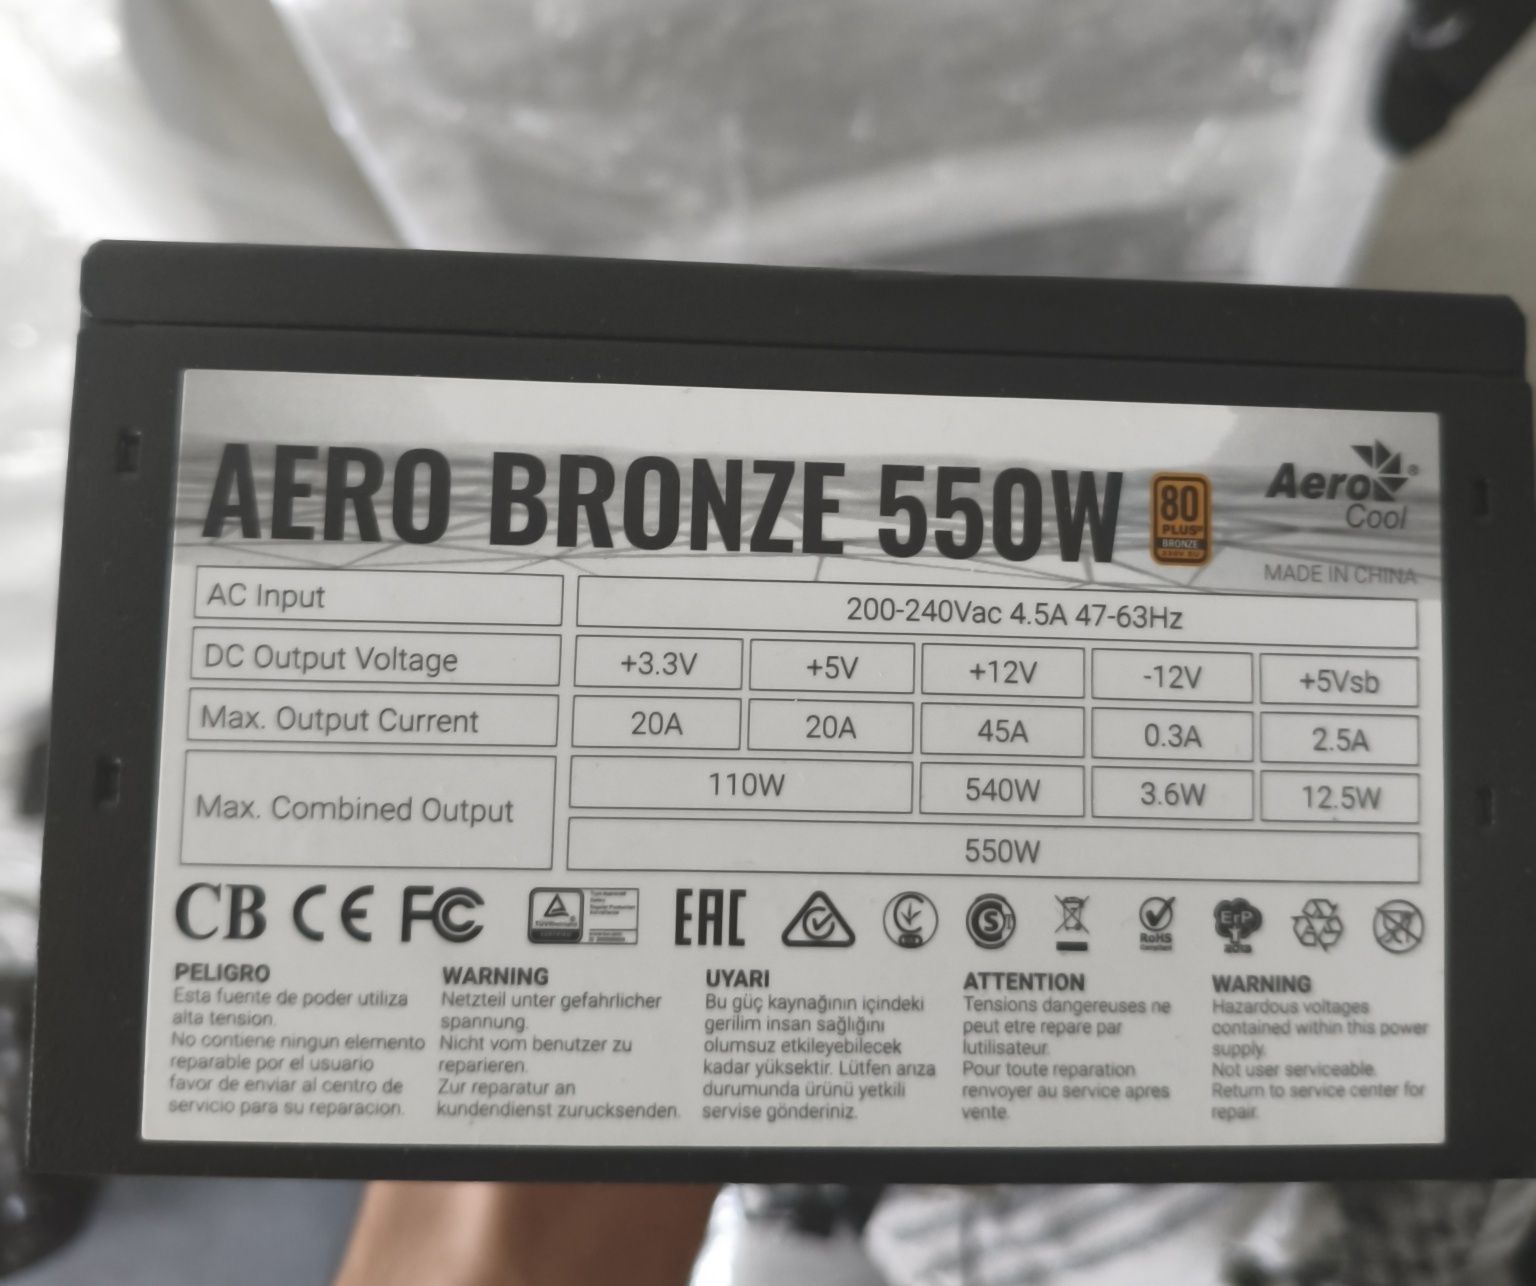 AERO BRONZE 550W
80
PLUS
BRONZE
230V EU
Aero
Cool
MADE IN CHINA
AC Input 200-240Vac 4.5A 47-63Hz
DC Output Voltage +3.3V +5V +12V -12V +5Vsb
Max. Output Current 20A 20A 45A 0.3A 2.5A
Max. Combined Output 110W 540W 3.6W 12.5W
550W
CB CE FC EAC S RoHS ErP
PELIGRO
Esta fuente de poder utiliza
alta tension.
No contiene ningun elemento
reparable por el usuario
favor de enviar al centro de
servicio para su reparacion.
WARNING
Netzteil unter gefahrlicher
spannung.
Nicht vom benutzer zu
reparieren.
Zur reparatur an
kundendienst zurucksenden.
UYARI
Bu güç kaynağının içindeki
gerilim insan sağlığını
olumsuz etkileyebilecek
kadar yüksektir. Lütfen arıza
durumunda ürünü yetkili
servise gönderiniz.
ATTENTION
Tensions dangereuses ne
peut etre repare par
lutilisateur.
Pour toute reparation
renvoyer au service apres
vente.
WARNING
Hazardous voltages
contained within this power
supply.
Not user serviceable.
Return to service center for
repair.